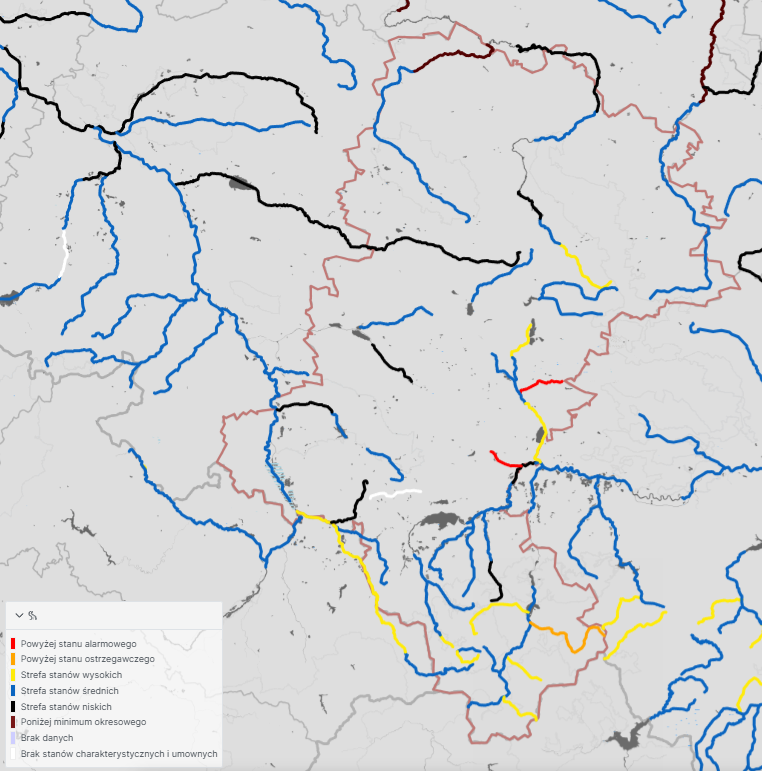 Powyżej stanu alarmowego
Powyżej stanu ostrzegawczego
Strefa stanów wysokich
Strefa stanów średnich
Strefa stanów niskich
Poniżej minimum okresowego
Brak danych
Brak stanów charakterystycznych i umownych